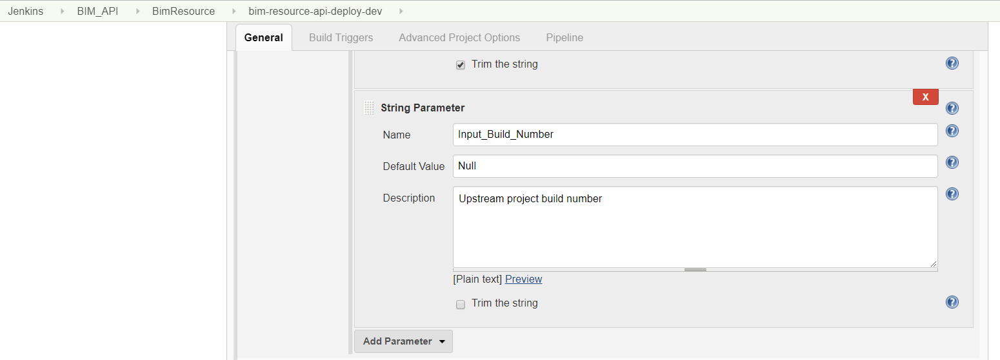 Jenkins BIM_API BimResource bim-resource-api-deploy-dev
General Build Triggers Advanced Project Options Pipeline
Trim the string
X
String Parameter
Name Input_Build_Number
Default Value Null
Description Upstream project build number
[Plain text] Preview
Trim the string
Add Parameter